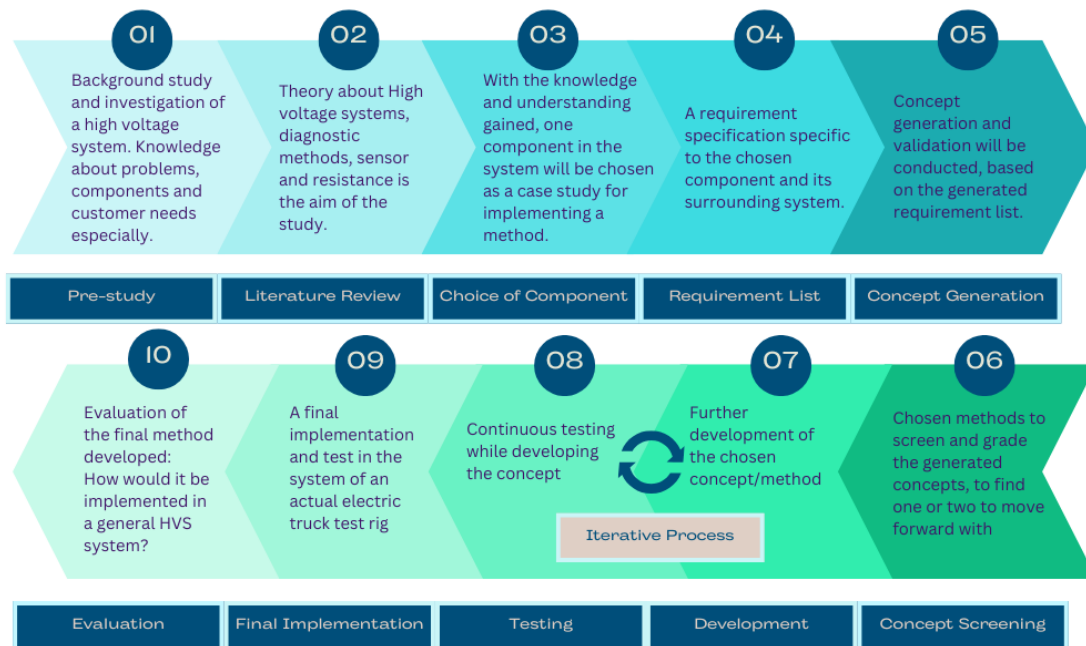 01
Background study
and investigation of
a high voltage
system. Knowledge
about problems,
components and
customer needs
especially.
02
Theory about High
voltage systems,
diagnostic
methods, sensor
and resistance is
the aim of the
study.
03
With the knowledge
and understanding
gained, one
component in the
system will be chosen
as a case study for
implementing a
method.
04
A requirement
specification specific
to the chosen
component and its
surrounding system.
05
Concept
generation and
validation will be
conducted, based
on the generated
requirement list.
Pre-study
Literature Review
Choice of Component
Requirement List
Concept Generation
10
Evaluation of
the final method
developed:
How would it be
implemented in
a general HVS
system?
09
A final
implementation
and test in the
system of an
actual electric
truck test rig
08
Continuous testing
while developing
the concept
07
Further
development of
the chosen
concept/method
06
Chosen methods to
screen and grade
the generated
concepts, to find
one or two to move
forward with
Iterative Process
Evaluation
Final Implementation
Testing
Development
Concept Screening